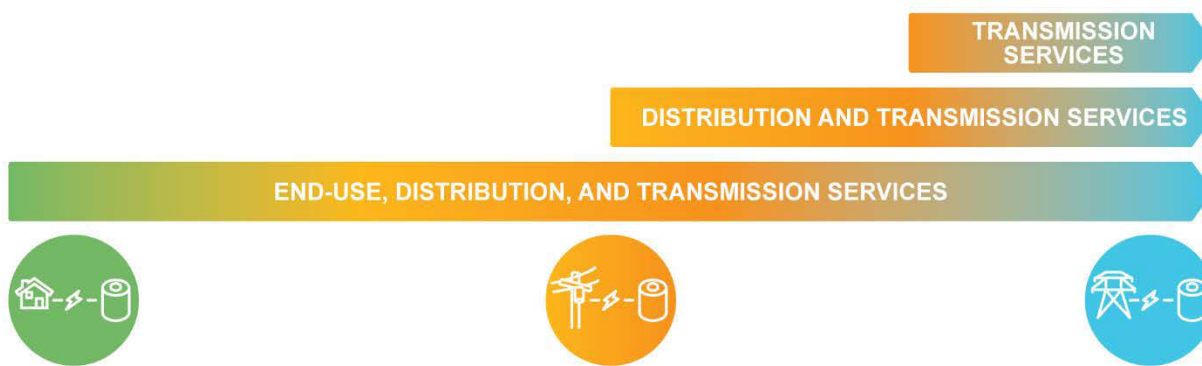 TRANSMISSION
SERVICES
DISTRIBUTION AND TRANSMISSION SERVICES
END-USE, DISTRIBUTION, AND TRANSMISSION SERVICES